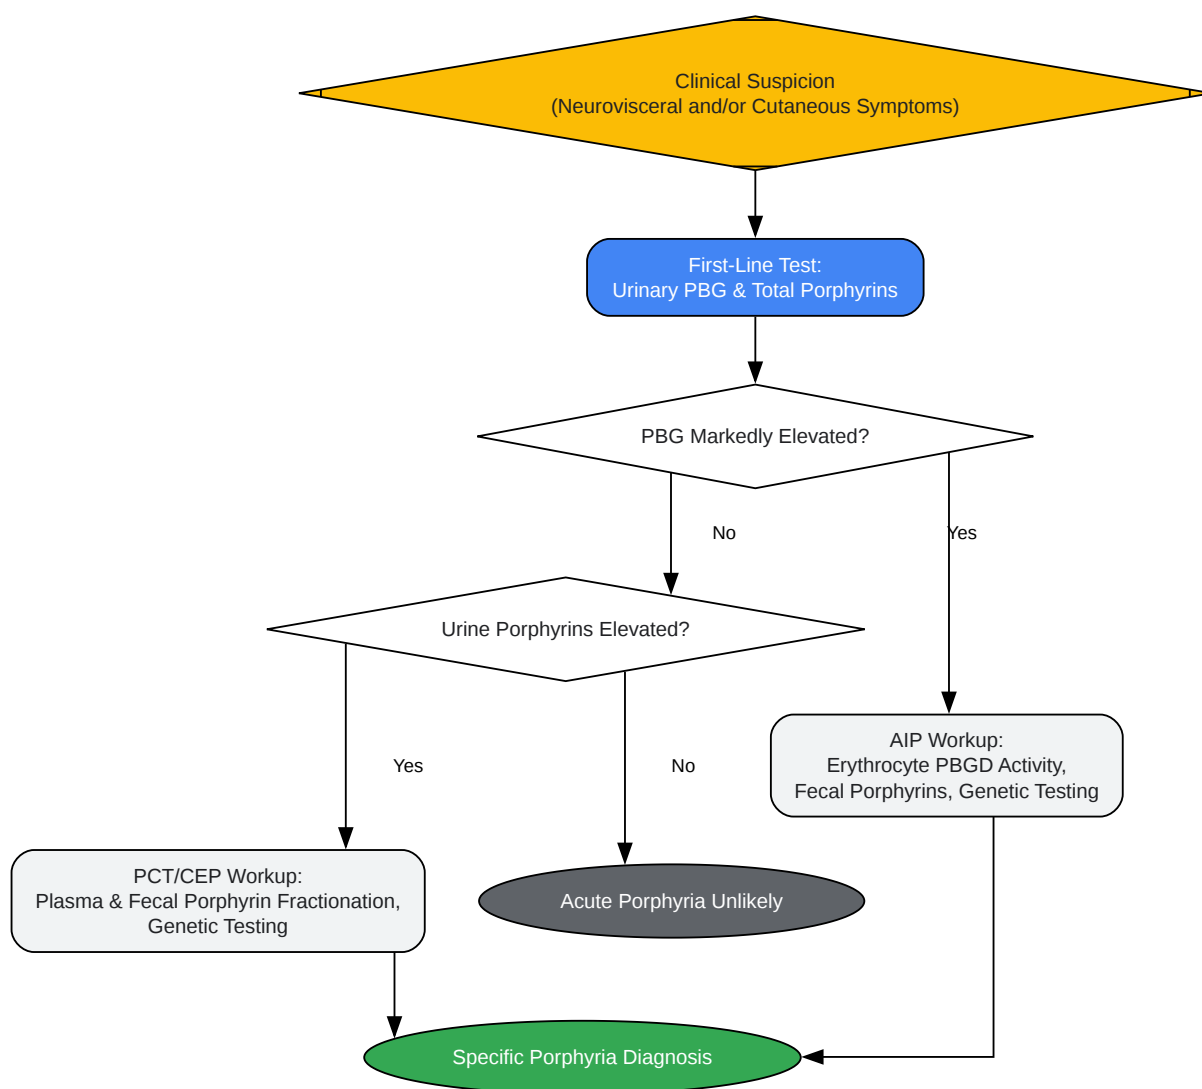 Clinical Suspicion
(Neurovisceral and/or Cutaneous Symptoms)
First-Line Test:
Urinary PBG & Total Porphyrins
PBG Markedly Elevated?
No
Yes
Urine Porphyrins Elevated?
AIP Workup:
Erythrocyte PBGD Activity,
Fecal Porphyrins, Genetic Testing
Yes
No
PCT/CEP Workup:
Plasma & Fecal Porphyrin Fractionation,
Genetic Testing
Acute Porphyria Unlikely
Specific Porphyria Diagnosis